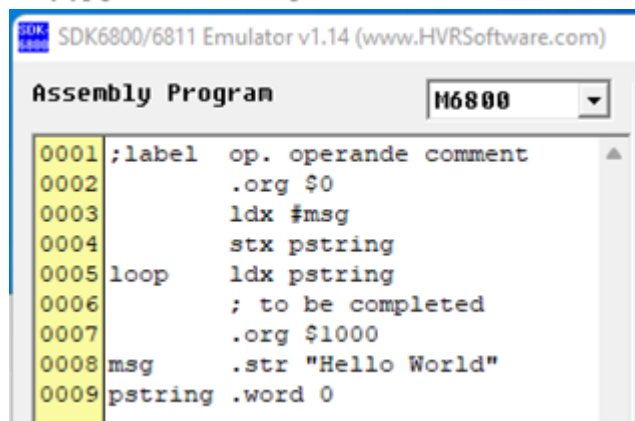 SDK-6800 SDK6800/6811 Emulator v1.14 (www.HVRSoftware.com)
Assembly Program M6800
0001 ;label op. operande comment
0002 .org $0
0003 ldx #msg
0004 stx pstring
0005 loop ldx pstring
0006 ; to be completed
0007 .org $1000
0008 msg .str "Hello World"
0009 pstring .word 0